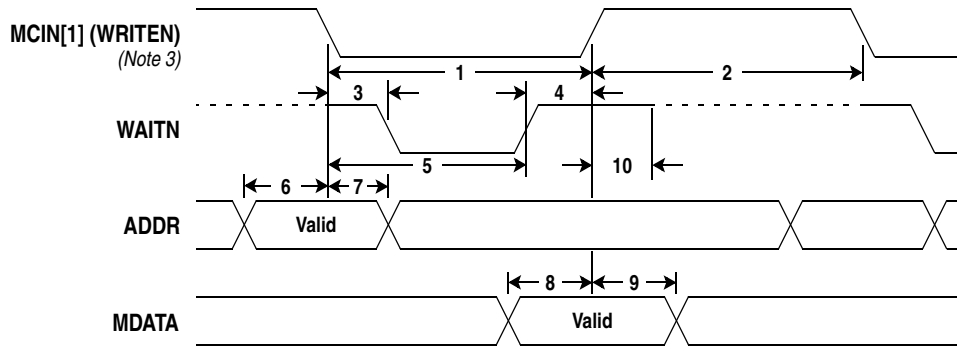 MCIN[1] (WRITEN)
(Note 3)
1
2
3
4
WAITN
5
10
6
7
ADDR
Valid
8
9
MDATA
Valid